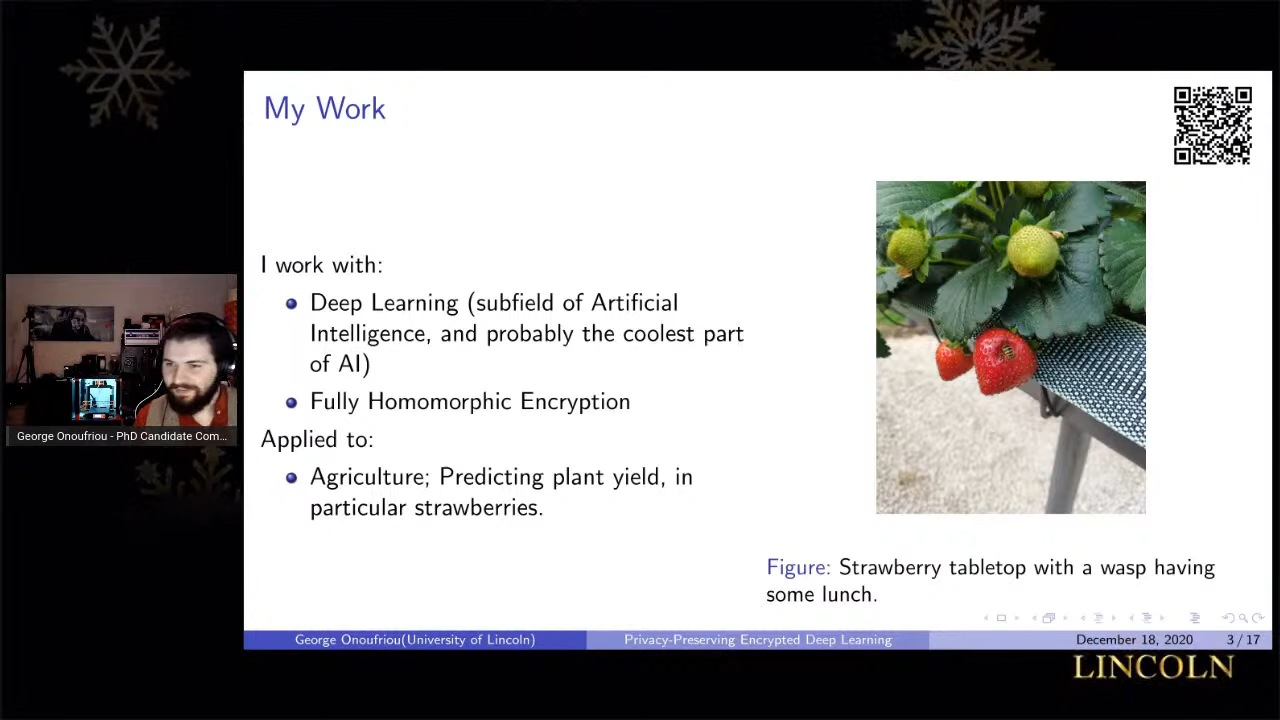 My Work
I work with:
Deep Learning (subfield of Artificial
Intelligence, and probably the coolest part
of AI)
Fully Homomorphic Encryption
Applied to:
Agriculture; Predicting plant yield, in
particular strawberries.
Figure: Strawberry tabletop with a wasp having
some lunch.
George Onoufriou - PhD Candidate Com...
George Onoufriou(University of Lincoln)
Privacy-Preserving Encrypted Deep Learning
December 18, 2020
3 / 17
LINCOLN